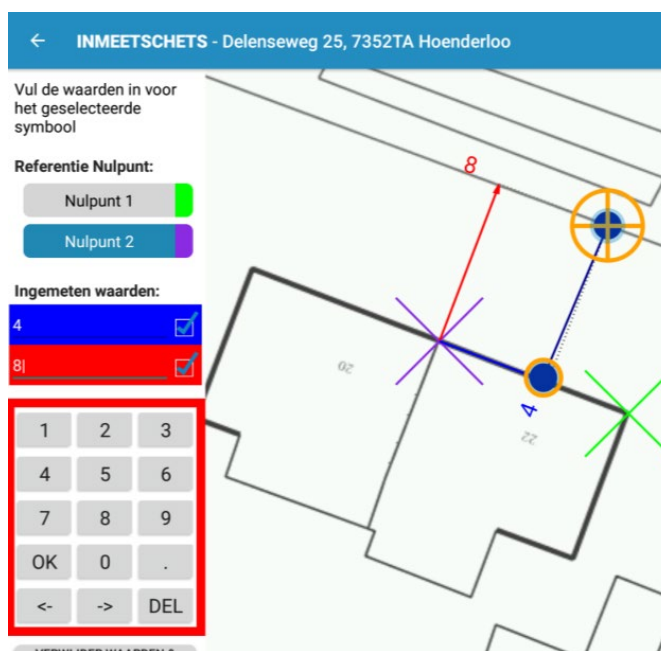 ← INMEETSCHETS - Delenseweg 25, 7352TA Hoenderloo
Vul de waarden in voor
het geselecteerde
symbool
Referentie Nulpunt:
Nulpunt 1
Nulpunt 2
Ingemeten waarden:
4
8
1 2 3
4 5 6
7 8 9
OK 0 .
<- -> DEL
8
20
4
22